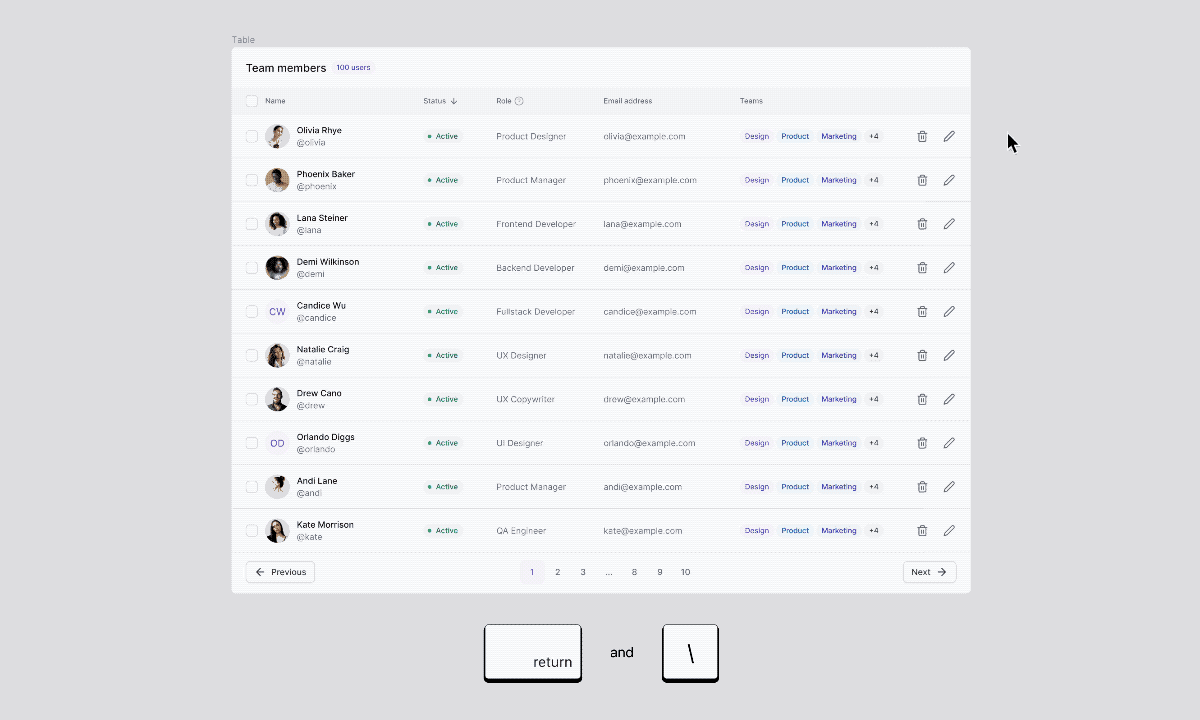 Table
Team members 100 users
Name Status Role Email address Teams
Olivia Rhye
@olivia
Active Product Designer olivia@example.com Design Product Marketing +4
Phoenix Baker
@phoenix
Active Product Manager phoenix@example.com Design Product Marketing +4
Lana Steiner
@lana
Active Frontend Developer lana@example.com Design Product Marketing +4
Demi Wilkinson
@demi
Active Backend Developer demi@example.com Design Product Marketing +4
CW
Candice Wu
@candice
Active Fullstack Developer candice@example.com Design Product Marketing +4
Natalie Craig
@natalie
Active UX Designer natalie@example.com Design Product Marketing +4
Drew Cano
@drew
Active UX Copywriter drew@example.com Design Product Marketing +4
OD
Orlando Diggs
@orlando
Active UI Designer orlando@example.com Design Product Marketing +4
Andi Lane
@andi
Active Product Manager andi@example.com Design Product Marketing +4
Kate Morrison
@kate
Active QA Engineer kate@example.com Design Product Marketing +4
Previous 1 2 3 ... 8 9 10 Next
return and \